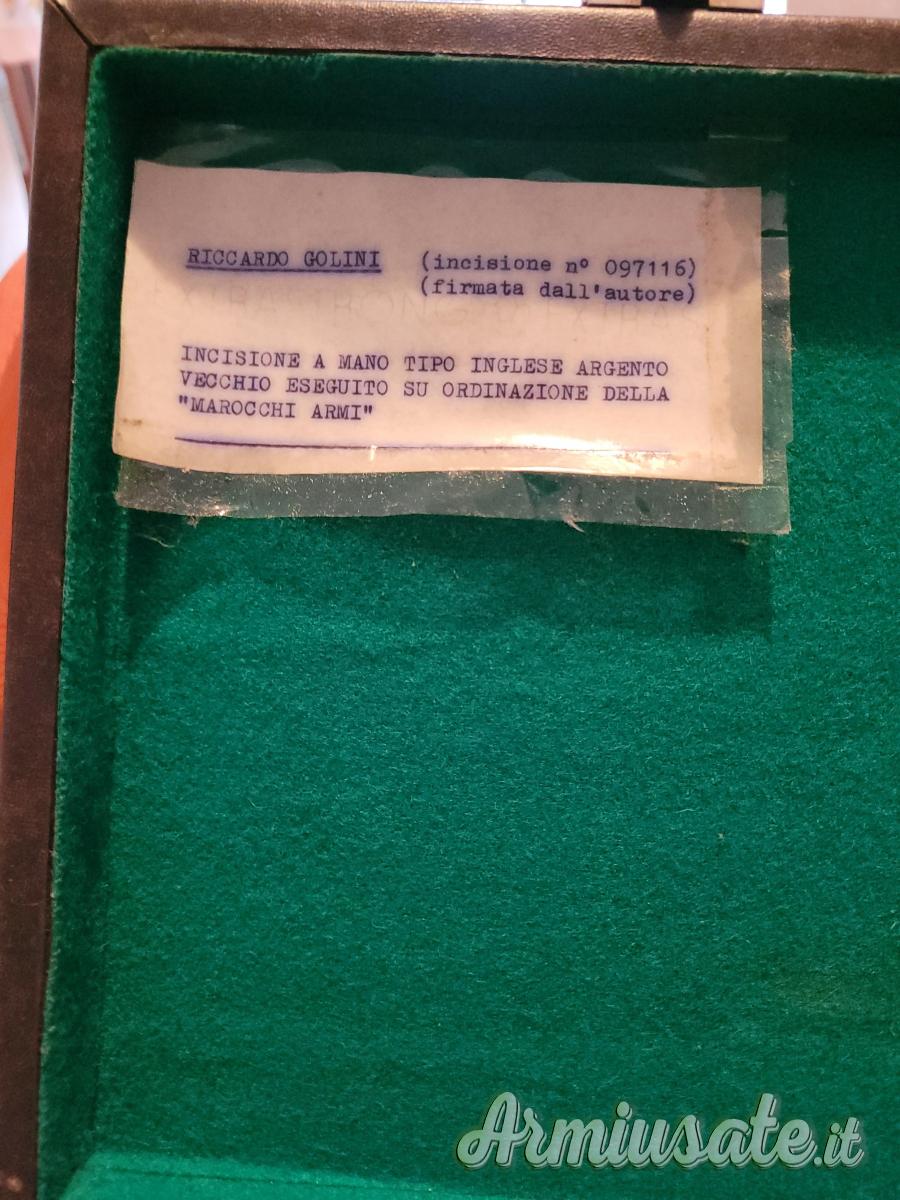 RICCARDO GOLINI (incisione n° 097116)
(firmata dall'autore)
INCISIONE A MANO TIPO INGLESE ARGENTO
VECCHIO ESEGUITO SU ORDINAZIONE DELLA
"MAROCCHI ARMI"
Armiusate.it